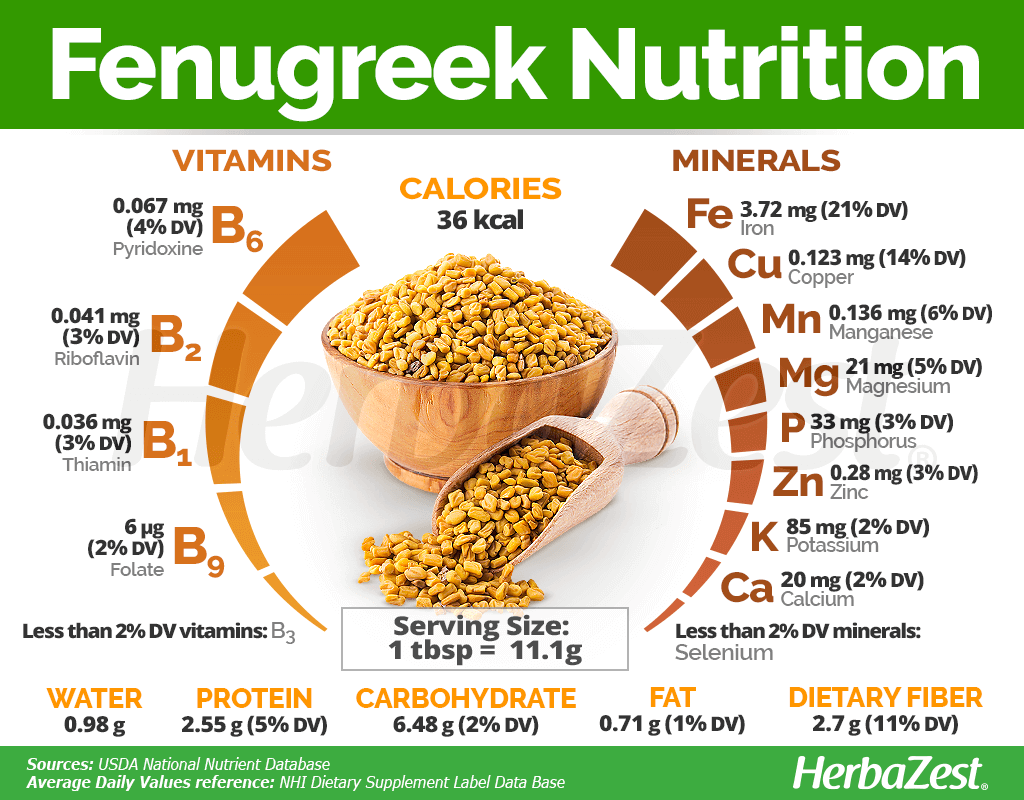 Fenugreek Nutrition
VITAMINS
0.067 mg
(4% DV)
Pyridoxine
B6
0.041 mg
(3% DV)
Riboflavin
B2
0.036 mg
(3% DV)
Thiamin
B1
6 µg
(2% DV)
Folate
B9
Less than 2% DV vitamins: B3
CALORIES
36 kcal
MINERALS
Fe 3.72 mg (21% DV)
Iron
Cu 0.123 mg (14% DV)
Copper
Mn 0.136 mg (6% DV)
Manganese
Mg 21 mg (5% DV)
Magnesium
P 33 mg (3% DV)
Phosphorus
Zn 0.28 mg (3% DV)
Zinc
K 85 mg (2% DV)
Potassium
Ca 20 mg (2% DV)
Calcium
Less than 2% DV minerals:
Selenium
HerbaZest®
Serving Size:
1 tbsp = 11.1g
WATER
0.98 g
PROTEIN
2.55 g (5% DV)
CARBOHYDRATE
6.48 g (2% DV)
FAT
0.71 g (1% DV)
DIETARY FIBER
2.7 g (11% DV)
Sources: USDA National Nutrient Database
Average Daily Values reference: NHI Dietary Supplement Label Data Base
HerbaZest®